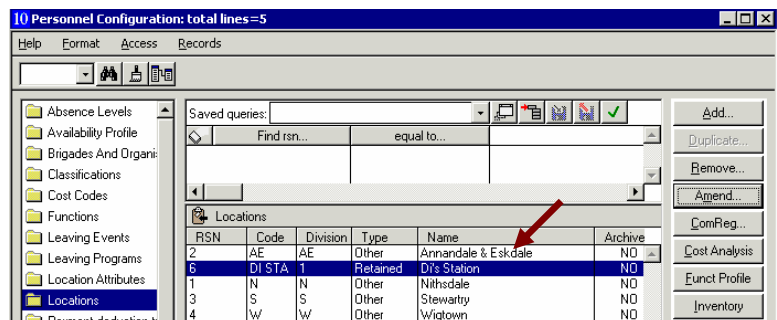 10 Personnel Configuration: total lines=5
Help Format Access Records
Absence Levels
Availability Profile
Brigades And Organi
Classifications
Cost Codes
Functions
Leaving Events
Leaving Programs
Location Attributes
Locations
Payment deduction t
Saved queries:
Find rsn... equal to...
Locations
RSN Code Division Type Name Archive
2 AE AE Other Annandale & Eskdale NO
6 DI STA 1 Retained Di's Station NO
1 N N Other Nithsdale NO
3 S S Other Stewartry NO
4 W W Other Wigtown NO
Add...
Duplicate...
Remove...
Amend...
ComReg...
Cost Analysis
Funct Profile
Inventory